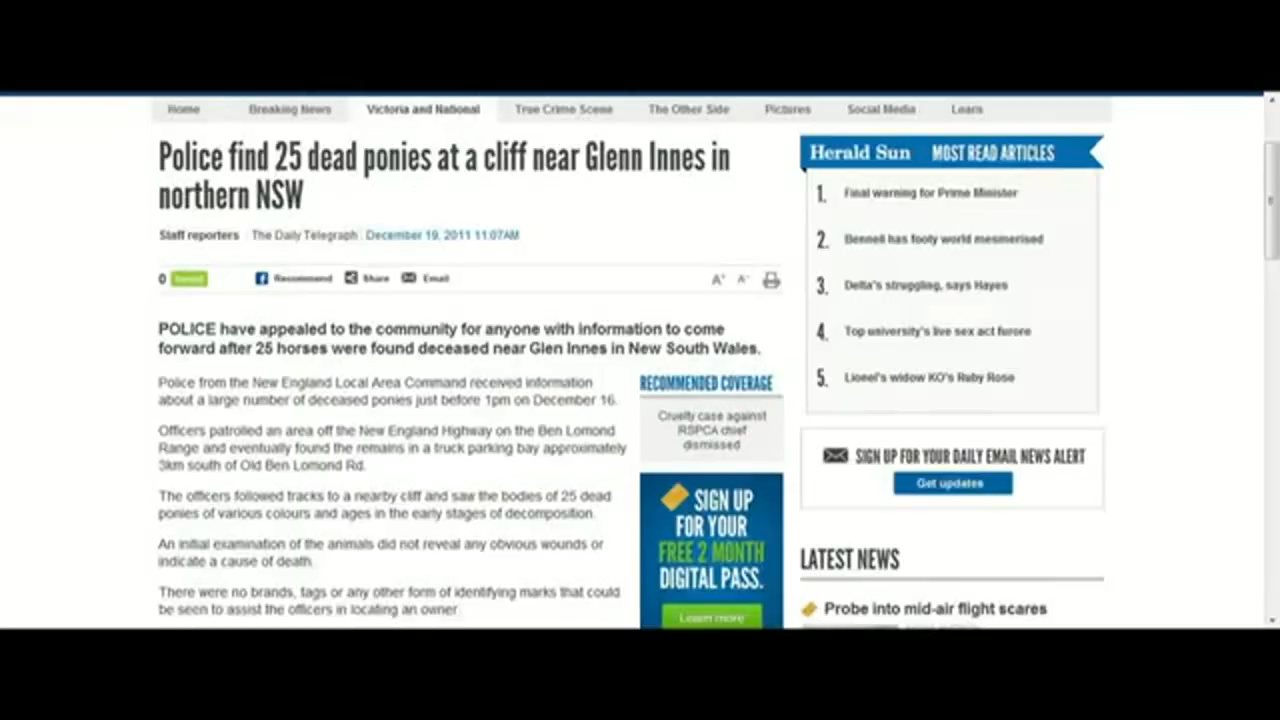 Home Breaking News Victoria and National True Crime Scene The Other Side Pictures Social Media Learn
Police find 25 dead ponies at a cliff near Glenn Innes in
northern NSW
Staff reporters The Daily Telegraph December 19, 2011 11:07AM
0 tweet Recommend Share Email A+ A-
POLICE have appealed to the community for anyone with information to come
forward after 25 horses were found deceased near Glen Innes in New South Wales.
Police from the New England Local Area Command received information
about a large number of deceased ponies just before 1pm on December 16.
Officers patrolled an area off the New England Highway on the Ben Lomond
Range and eventually found the remains in a truck parking bay approximately
3km south of Old Ben Lomond Rd.
The officers followed tracks to a nearby cliff and saw the bodies of 25 dead
ponies of various colours and ages in the early stages of decomposition.
An initial examination of the animals did not reveal any obvious wounds or
indicate a cause of death.
There were no brands, tags or any other form of identifying marks that could
be seen to assist the officers in locating an owner.
RECOMMENDED COVERAGE
Cruelty case against
RSPCA chief
dismissed
SIGN UP
FOR YOUR
FREE 2 MONTH
DIGITAL PASS.
Learn more
Herald Sun MOST READ ARTICLES
1. Final warning for Prime Minister
2. Bennell has footy world mesmerised
3. Delta's struggling, says Hayes
4. Top university's live sex act furore
5. Lionel's widow KO's Ruby Rose
SIGN UP FOR YOUR DAILY EMAIL NEWS ALERT
Get updates
LATEST NEWS
Probe into mid-air flight scares